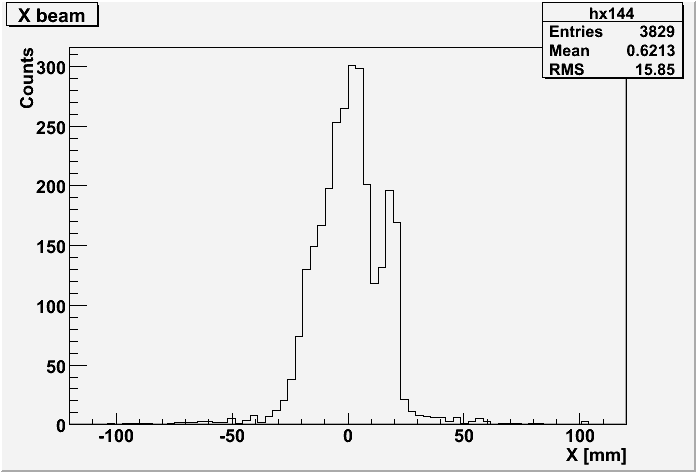 X beam
hx144
Entries 3829
Mean 0.6213
RMS 15.85
Counts
300
250
200
150
100
50
0
-100 -50 0 50 100
X [mm]